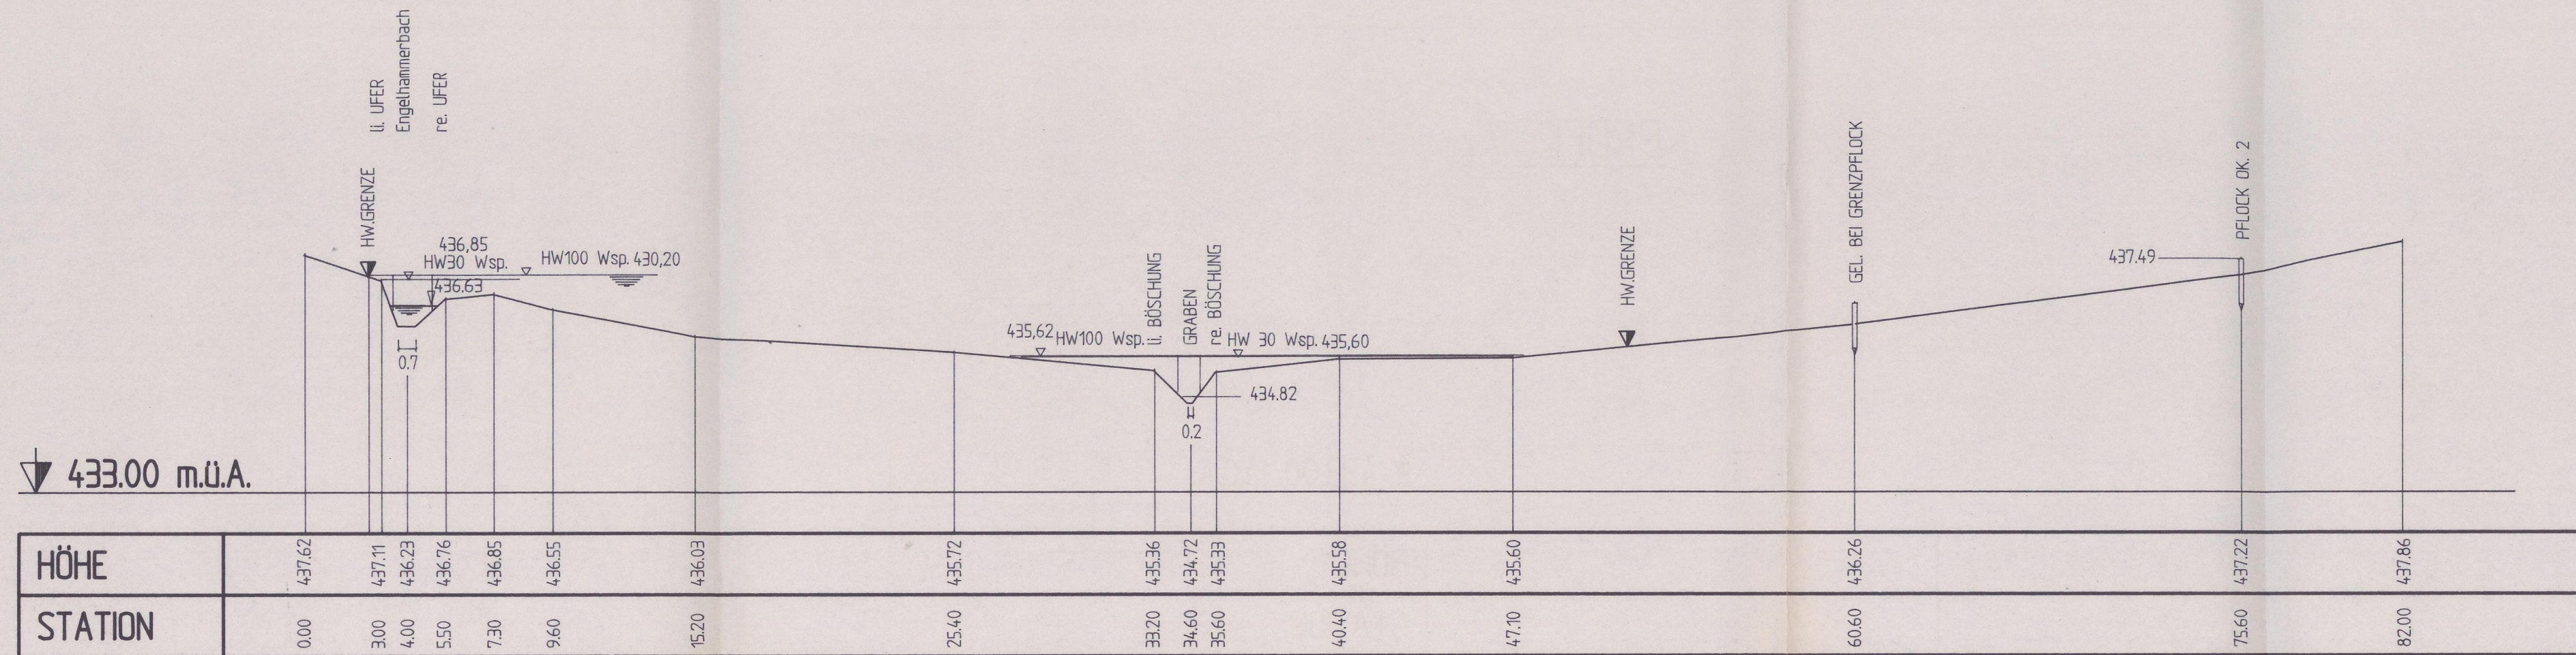 li. UFER
Engelhammerbach
re. UFER
HW.GRENZE
436,85
HW30 Wsp.
HW100 Wsp. 430,20
436.63
0.7
435,62 HW100 Wsp.
li. BÖSCHUNG
GRABEN
re. BÖSCHUNG
HW 30 Wsp. 435,60
434.82
0.2
HW.GRENZE
GEL. BEI GRENZPFLOCK
PFLOCK OK. 2
437.49
433.00 m.ü.A.
HÖHE 437.62 437.11 436.23 436.76 436.85 436.55 436.03 435.72 435.36 434.72 435.33 435.58 435.60 436.26 437.22 437.86
STATION 0.00 3.00 4.00 5.50 7.30 9.60 15.20 25.40 33.20 34.60 35.60 40.40 47.10 60.60 75.60 82.00